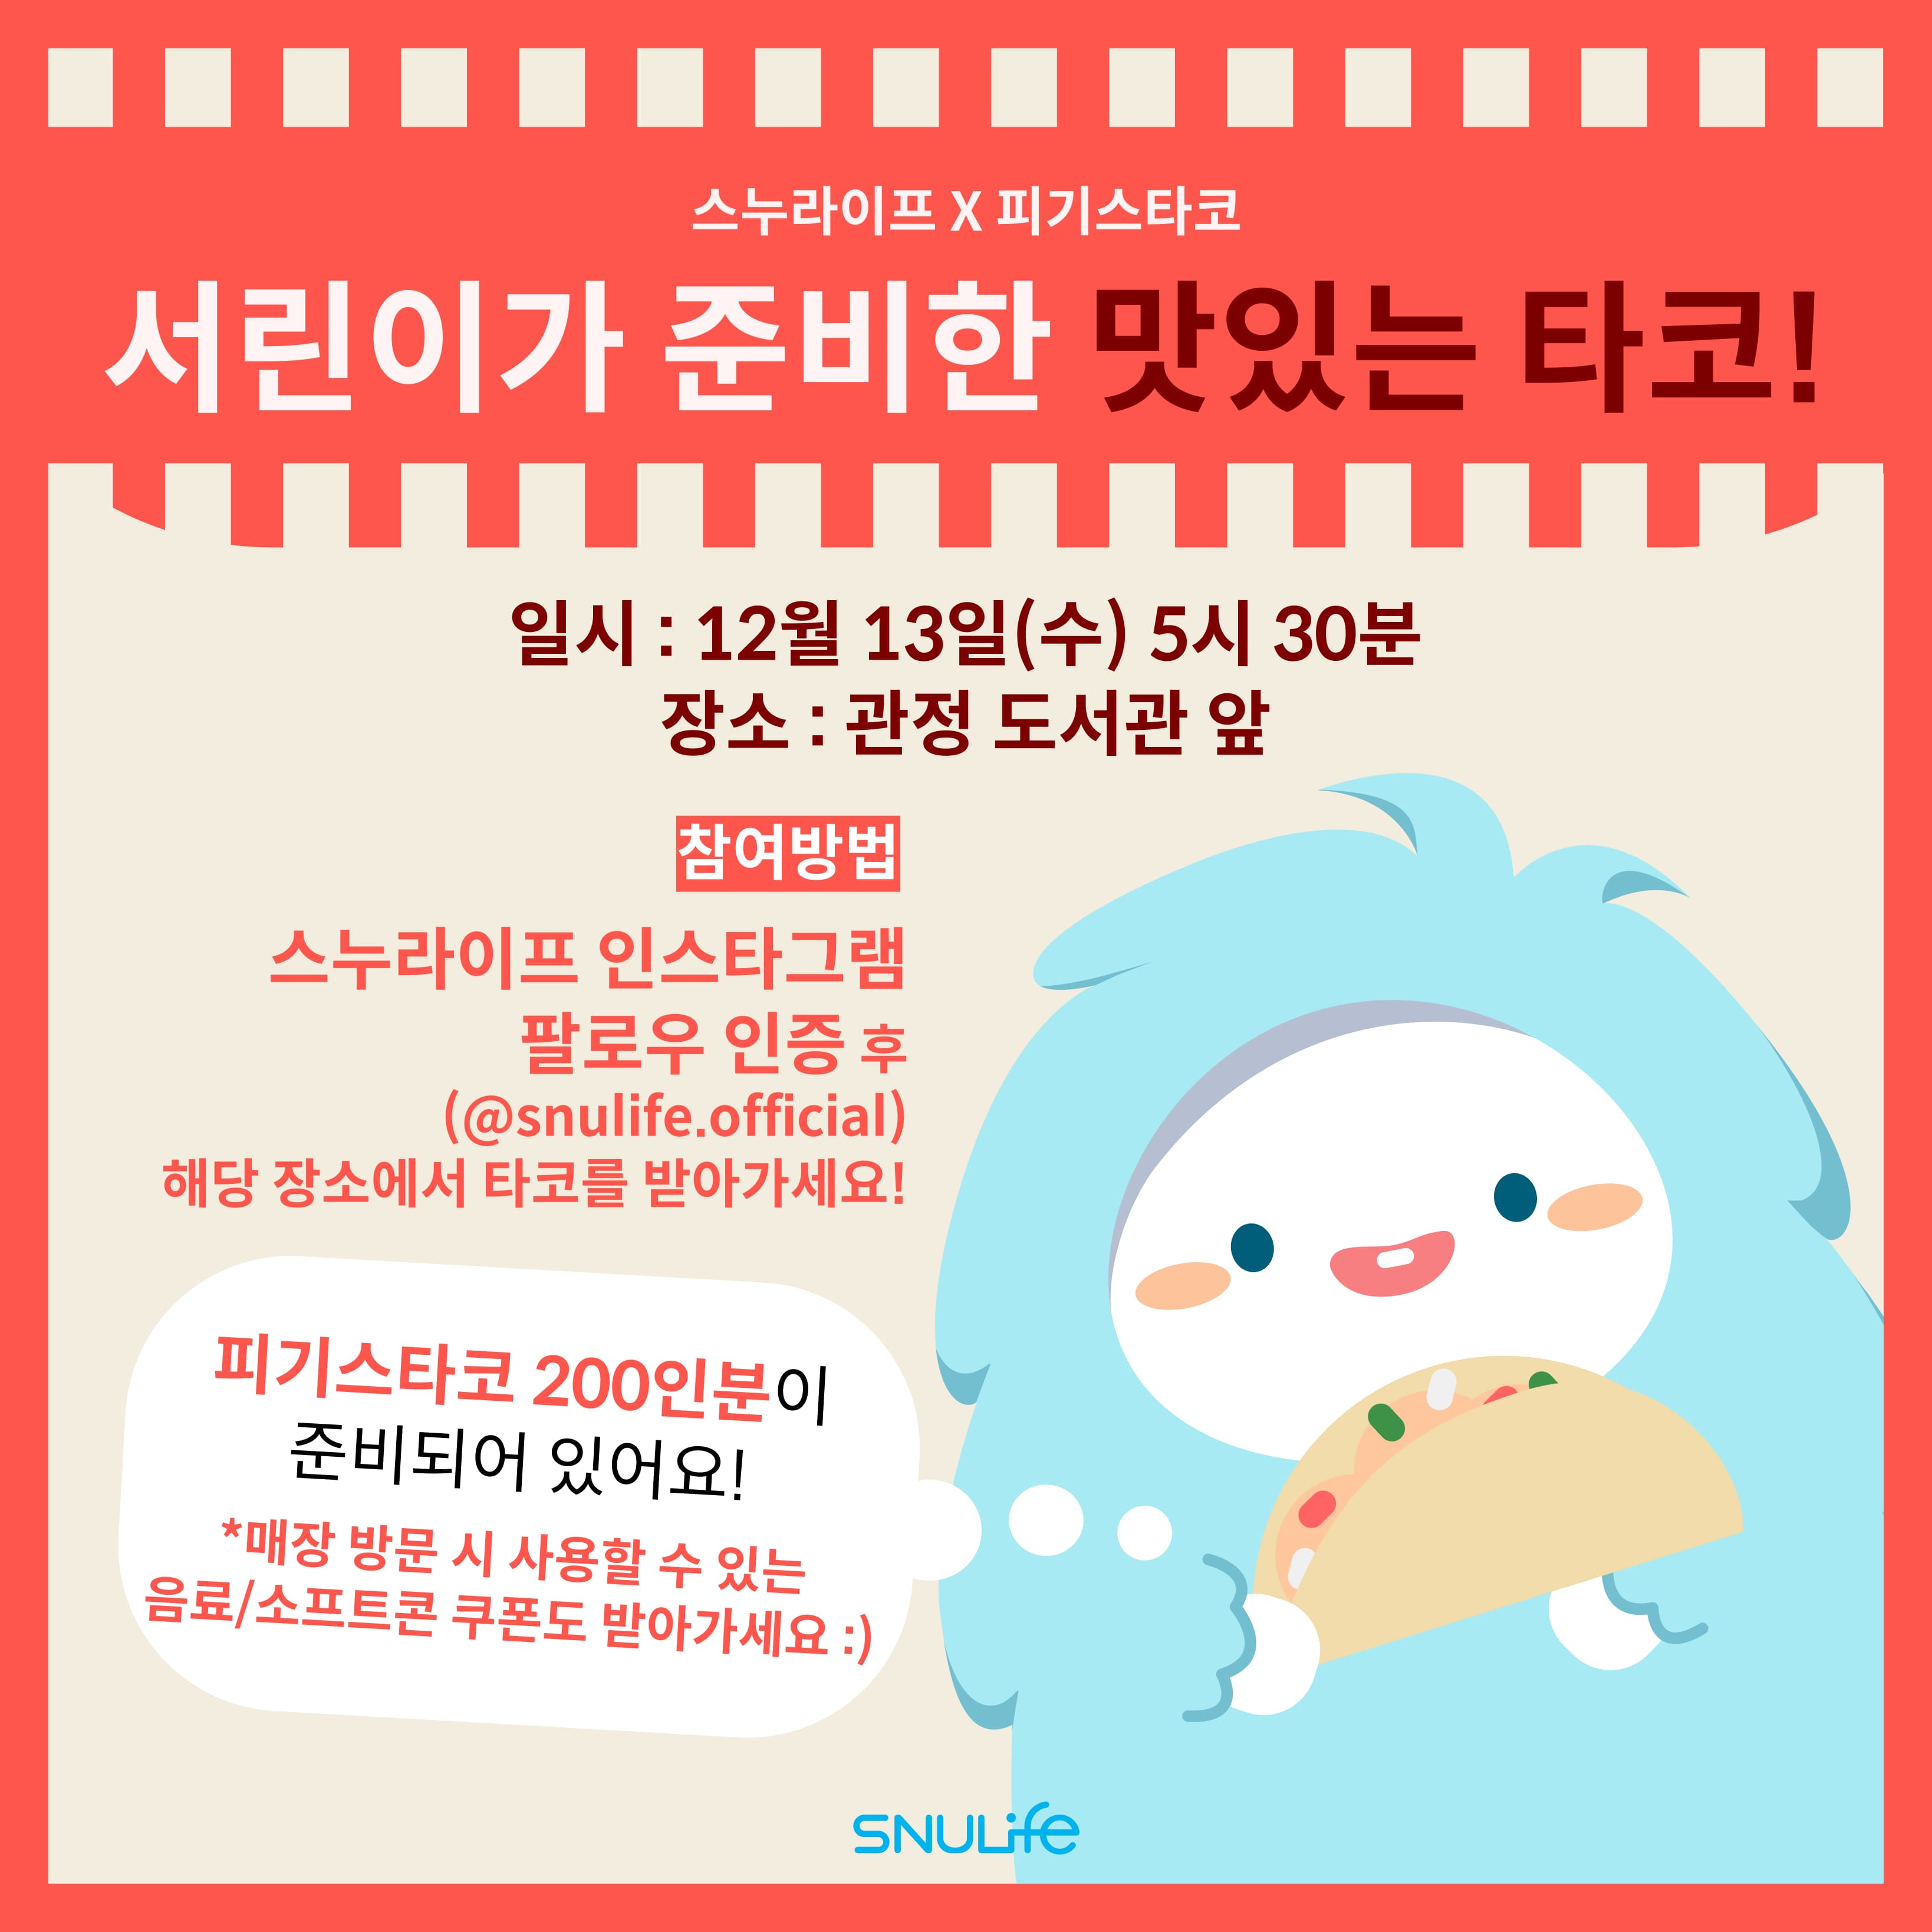 스누라이프 X 피기스타코
서린이가 준비한 맛있는 타코!
일시 : 12월 13일(수) 5시 30분
장소 : 관정 도서관 앞
참여방법
스누라이프 인스타그램
팔로우 인증 후
(@snulife.official)
해당 장소에서 타코를 받아가세요!
피기스타코 200인분이
준비되어 있어요!
*매장 방문 시 사용할 수 있는
음료/소프트콘 쿠폰도 받아가세요 :)
SNULife